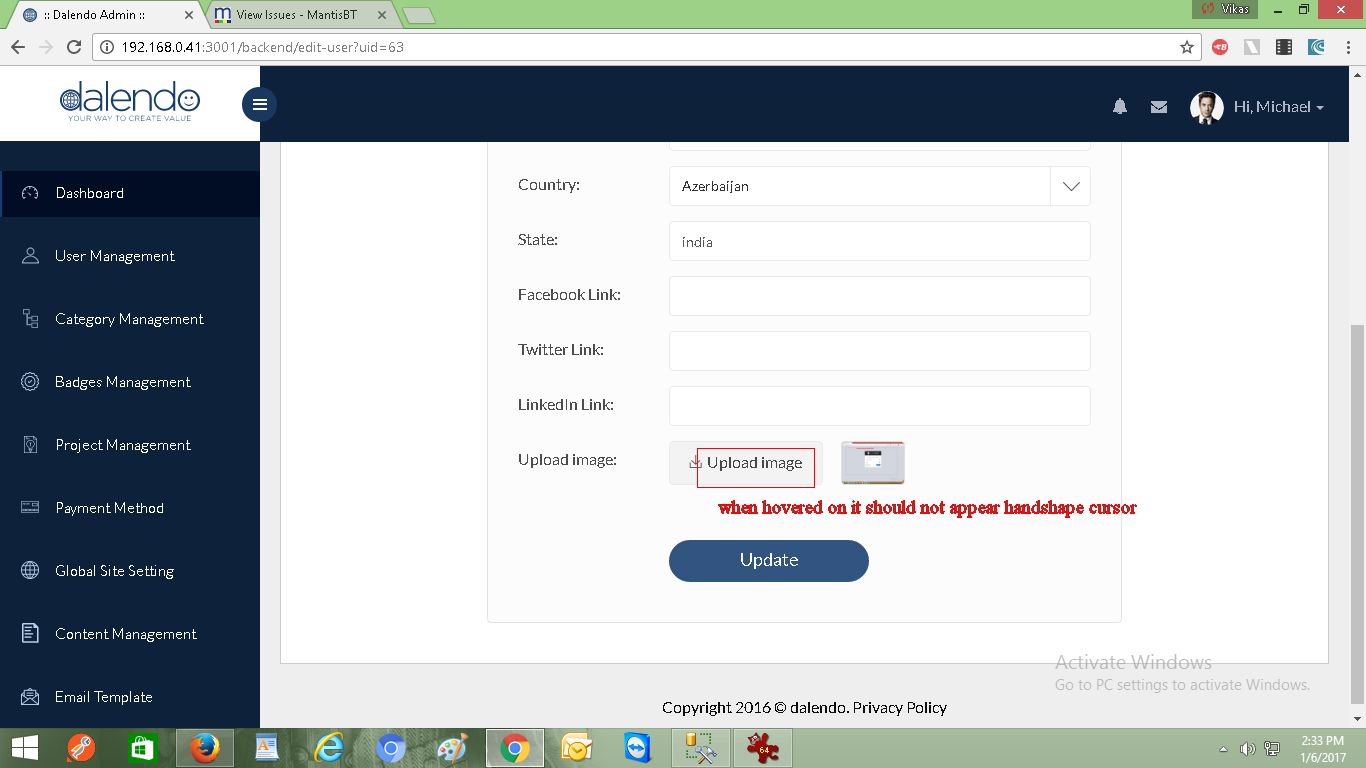 :: Dalendo Admin ::
View Issues - MantisBT
Vikas
192.168.0.41:3001/backend/edit-user?uid=63
dalendo
YOUR WAY TO CREATE VALUE
Hi, Michael
Dashboard
User Management
Category Management
Badges Management
Project Management
Payment Method
Global Site Setting
Content Management
Email Template
Country:
Azerbaijan
State:
india
Facebook Link:
Twitter Link:
LinkedIn Link:
Upload image:
Upload image
when hovered on it should not appear handshape cursor
Update
Activate Windows
Go to PC settings to activate Windows.
Copyright 2016 © dalendo. Privacy Policy
64
2:33 PM
1/6/2017